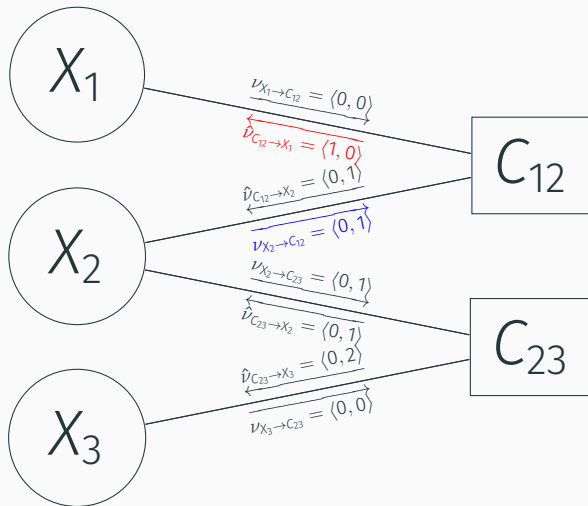 X₁
ν_{X₁→C₁₂} = ⟨0, 0⟩
ν̂_{C₁₂→X₁} = ⟨1, 0⟩
C₁₂
ν̂_{C₁₂→X₂} = ⟨0, 1⟩
ν_{X₂→C₁₂} = ⟨0, 1⟩
X₂
ν_{X₂→C₂₃} = ⟨0, 1⟩
ν̂_{C₂₃→X₂} = ⟨0, 1⟩
C₂₃
ν̂_{C₂₃→X₃} = ⟨0, 2⟩
ν_{X₃→C₂₃} = ⟨0, 0⟩
X₃